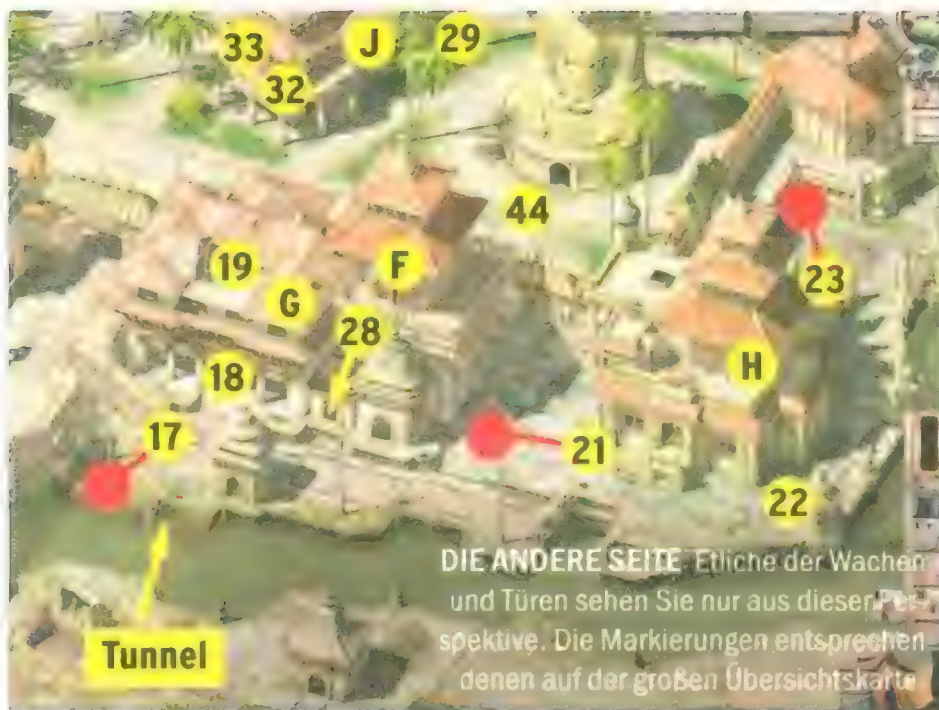 33 J 29
32
44
19 F
G 23
28
18 H
17
21
22
DIE ANDERE SEITE Etliche der Wachen
und Türen sehen Sie nur aus dieser Per-
spektive. Die Markierungen entsprechen
denen auf der großen Übersichtskarte
Tunnel